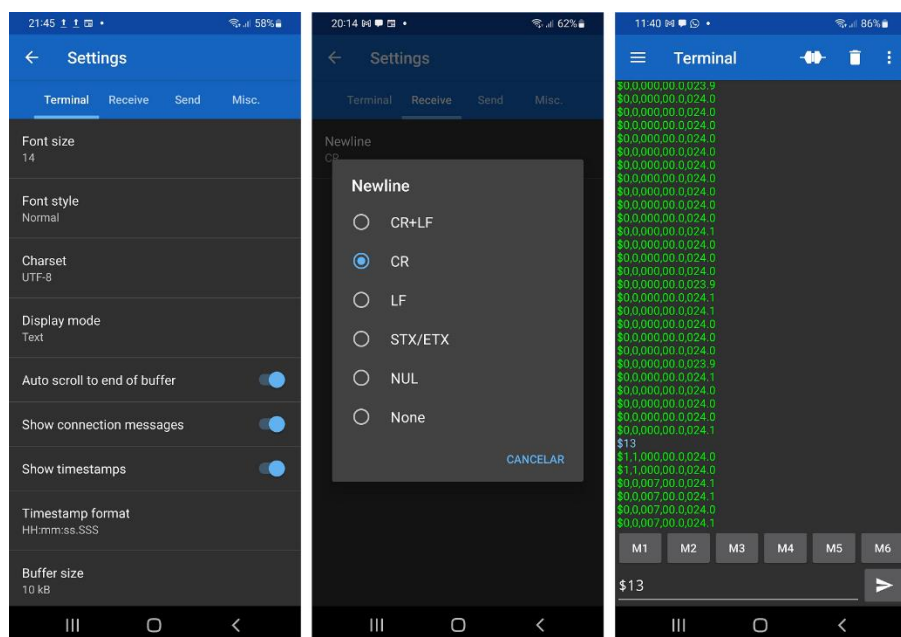 21:45
58%
Settings
Terminal Receive Send Misc.
Font size
14
Font style
Normal
Charset
UTF-8
Display mode
Text
Auto scroll to end of buffer
Show connection messages
Show timestamps
Timestamp format
HH:mm:ss.SSS
Buffer size
10 kB
20:14
62%
Settings
Terminal Receive Send Misc.
Newline
CR
Newline
CR+LF
CR
LF
STX/ETX
NUL
None
CANCELAR
11:40
86%
Terminal
$0,0,000,00.0,023.9
$0,0,000,00.0,024.0
$0,0,000,00.0,024.0
$0,0,000,00.0,024.0
$0,0,000,00.0,024.0
$0,0,000,00.0,024.0
$0,0,000,00.0,024.0
$0,0,000,00.0,024.0
$0,0,000,00.0,024.0
$0,0,000,00.0,024.0
$0,0,000,00.0,024.0
$0,0,000,00.0,024.1
$0,0,000,00.0,024.0
$0,0,000,00.0,024.0
$0,0,000,00.0,024.0
$0,0,000,00.0,023.9
$0,0,000,00.0,024.1
$0,0,000,00.0,024.1
$0,0,000,00.0,024.0
$0,0,000,00.0,024.0
$0,0,000,00.0,024.0
$0,0,000,00.0,023.9
$0,0,000,00.0,024.1
$0,0,000,00.0,024.0
$0,0,000,00.0,024.0
$0,0,000,00.0,024.0
$0,0,000,00.0,024.1
$13
$1,1,000,00.0,024.0
$1,1,000,00.0,024.0
$0,0,007,00.0,024.1
$0,0,007,00.0,024.1
$0,0,007,00.0,024.0
$0,0,007,00.0,024.1
M1 M2 M3 M4 M5 M6
$13